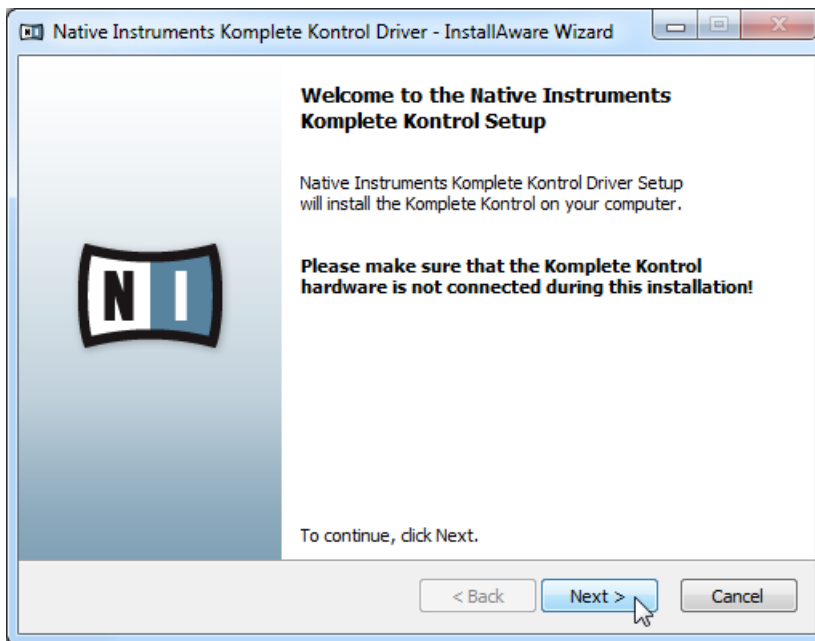 Native Instruments Komplete Kontrol Driver - InstallAware Wizard
Welcome to the Native Instruments
Komplete Kontrol Setup
Native Instruments Komplete Kontrol Driver Setup
will install the Komplete Kontrol on your computer.
Please make sure that the Komplete Kontrol
hardware is not connected during this installation!
NI
To continue, click Next.
< Back Next > Cancel